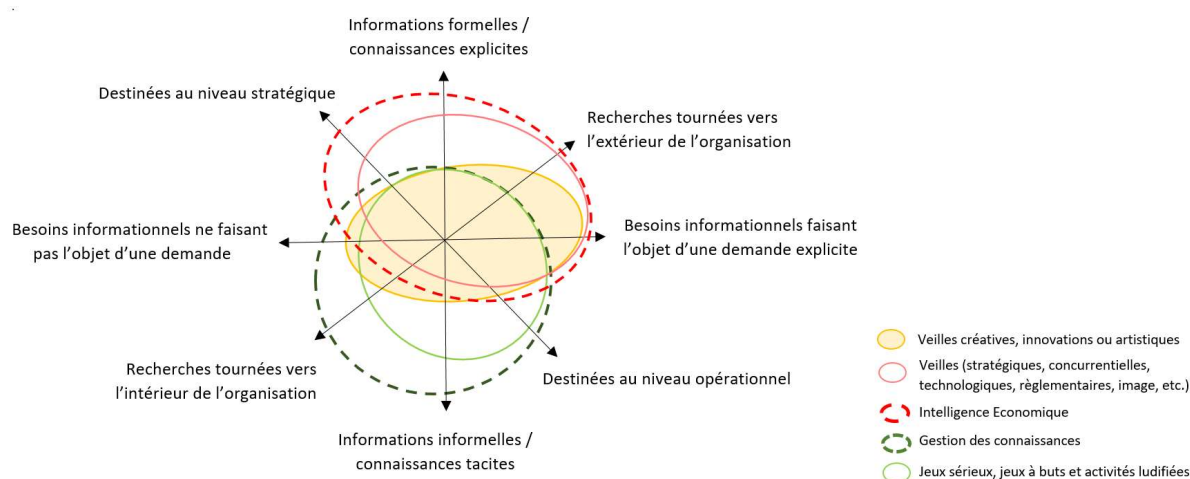 Informations formelles /
connaissances explicites
Destinées au niveau stratégique
Recherches tournées vers
l’extérieur de l’organisation
Besoins informationnels ne faisant
pas l’objet d’une demande
Besoins informationnels faisant
l’objet d’une demande explicite
Recherches tournées vers
l’intérieur de l’organisation
Destinées au niveau opérationnel
Informations informelles /
connaissances tacites
Veilles créatives, innovations ou artistiques
Veilles (stratégiques, concurrentielles,
technologiques, règlementaires, image, etc.)
Intelligence Economique
Gestion des connaissances
Jeux sérieux, jeux à buts et activités ludifiées